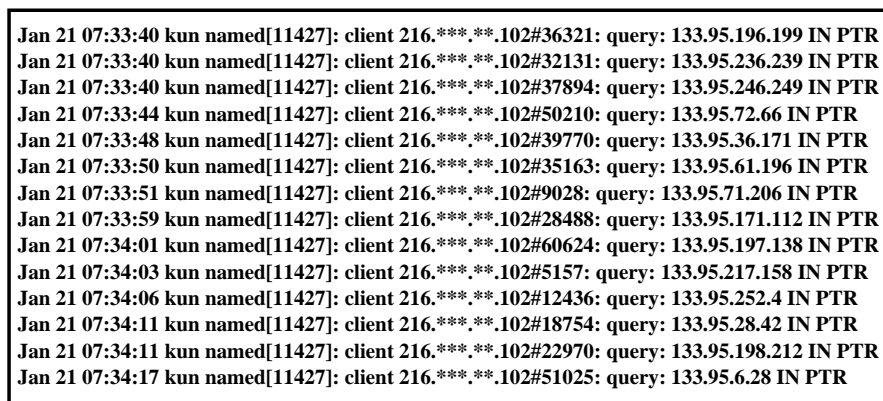 Jan 21 07:33:40 kun named[11427]: client 216.***.**.102#36321: query: 133.95.196.199 IN PTR
Jan 21 07:33:40 kun named[11427]: client 216.***.**.102#32131: query: 133.95.236.239 IN PTR
Jan 21 07:33:40 kun named[11427]: client 216.***.**.102#37894: query: 133.95.246.249 IN PTR
Jan 21 07:33:44 kun named[11427]: client 216.***.**.102#50210: query: 133.95.72.66 IN PTR
Jan 21 07:33:48 kun named[11427]: client 216.***.**.102#39770: query: 133.95.36.171 IN PTR
Jan 21 07:33:50 kun named[11427]: client 216.***.**.102#35163: query: 133.95.61.196 IN PTR
Jan 21 07:33:51 kun named[11427]: client 216.***.**.102#9028: query: 133.95.71.206 IN PTR
Jan 21 07:33:59 kun named[11427]: client 216.***.**.102#28488: query: 133.95.171.112 IN PTR
Jan 21 07:34:01 kun named[11427]: client 216.***.**.102#60624: query: 133.95.197.138 IN PTR
Jan 21 07:34:03 kun named[11427]: client 216.***.**.102#5157: query: 133.95.217.158 IN PTR
Jan 21 07:34:06 kun named[11427]: client 216.***.**.102#12436: query: 133.95.252.4 IN PTR
Jan 21 07:34:11 kun named[11427]: client 216.***.**.102#18754: query: 133.95.28.42 IN PTR
Jan 21 07:34:11 kun named[11427]: client 216.***.**.102#22970: query: 133.95.198.212 IN PTR
Jan 21 07:34:17 kun named[11427]: client 216.***.**.102#51025: query: 133.95.6.28 IN PTR